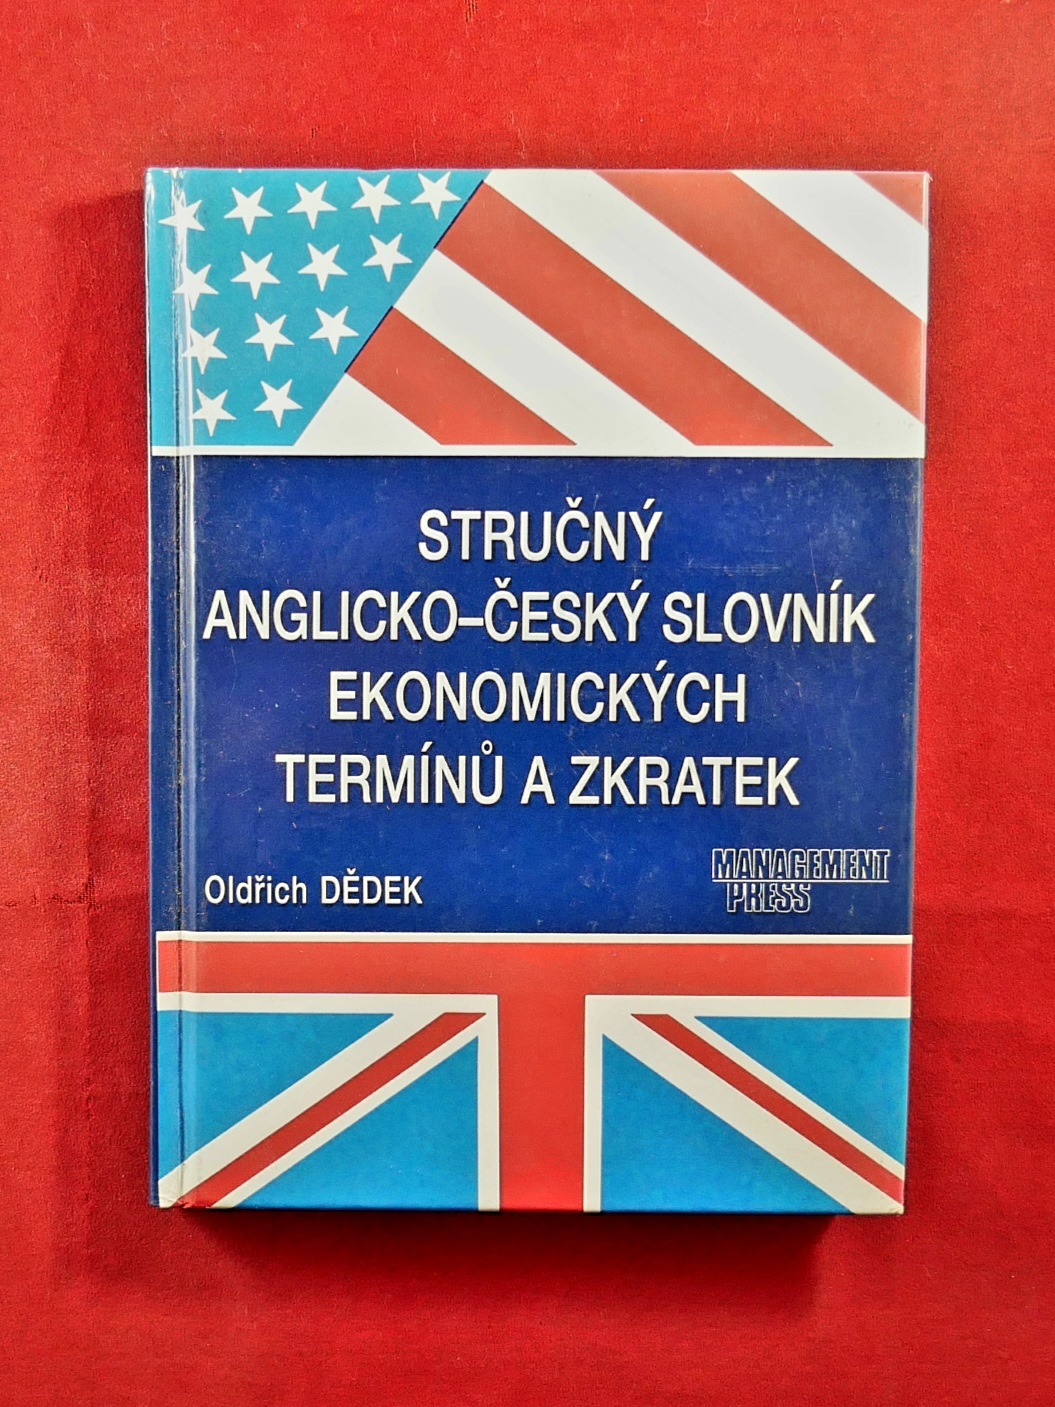 STRUČNÝ
ANGLICKO–ČESKÝ SLOVNÍK
EKONOMICKÝCH
TERMÍNŮ A ZKRATEK
Oldřich DĚDEK
MANAGEMENT
PRESS